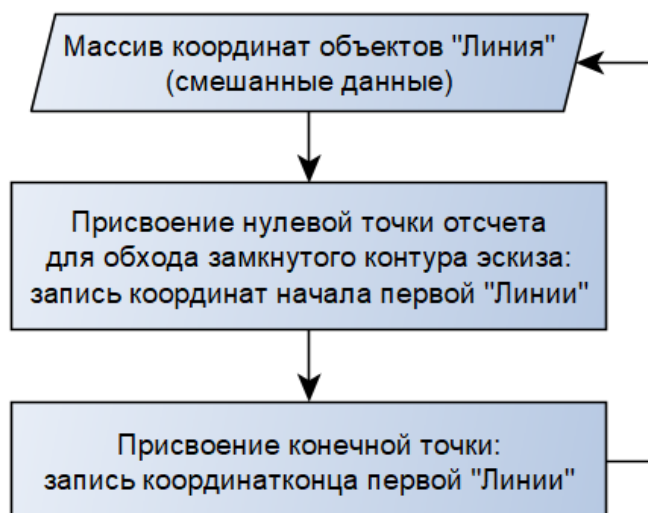 Массив координат объектов "Линия"
(смешанные данные)
Присвоение нулевой точки отсчета
для обхода замкнутого контура эскиза:
запись координат начала первой "Линии"
Присвоение конечной точки:
запись координатконца первой "Линии"